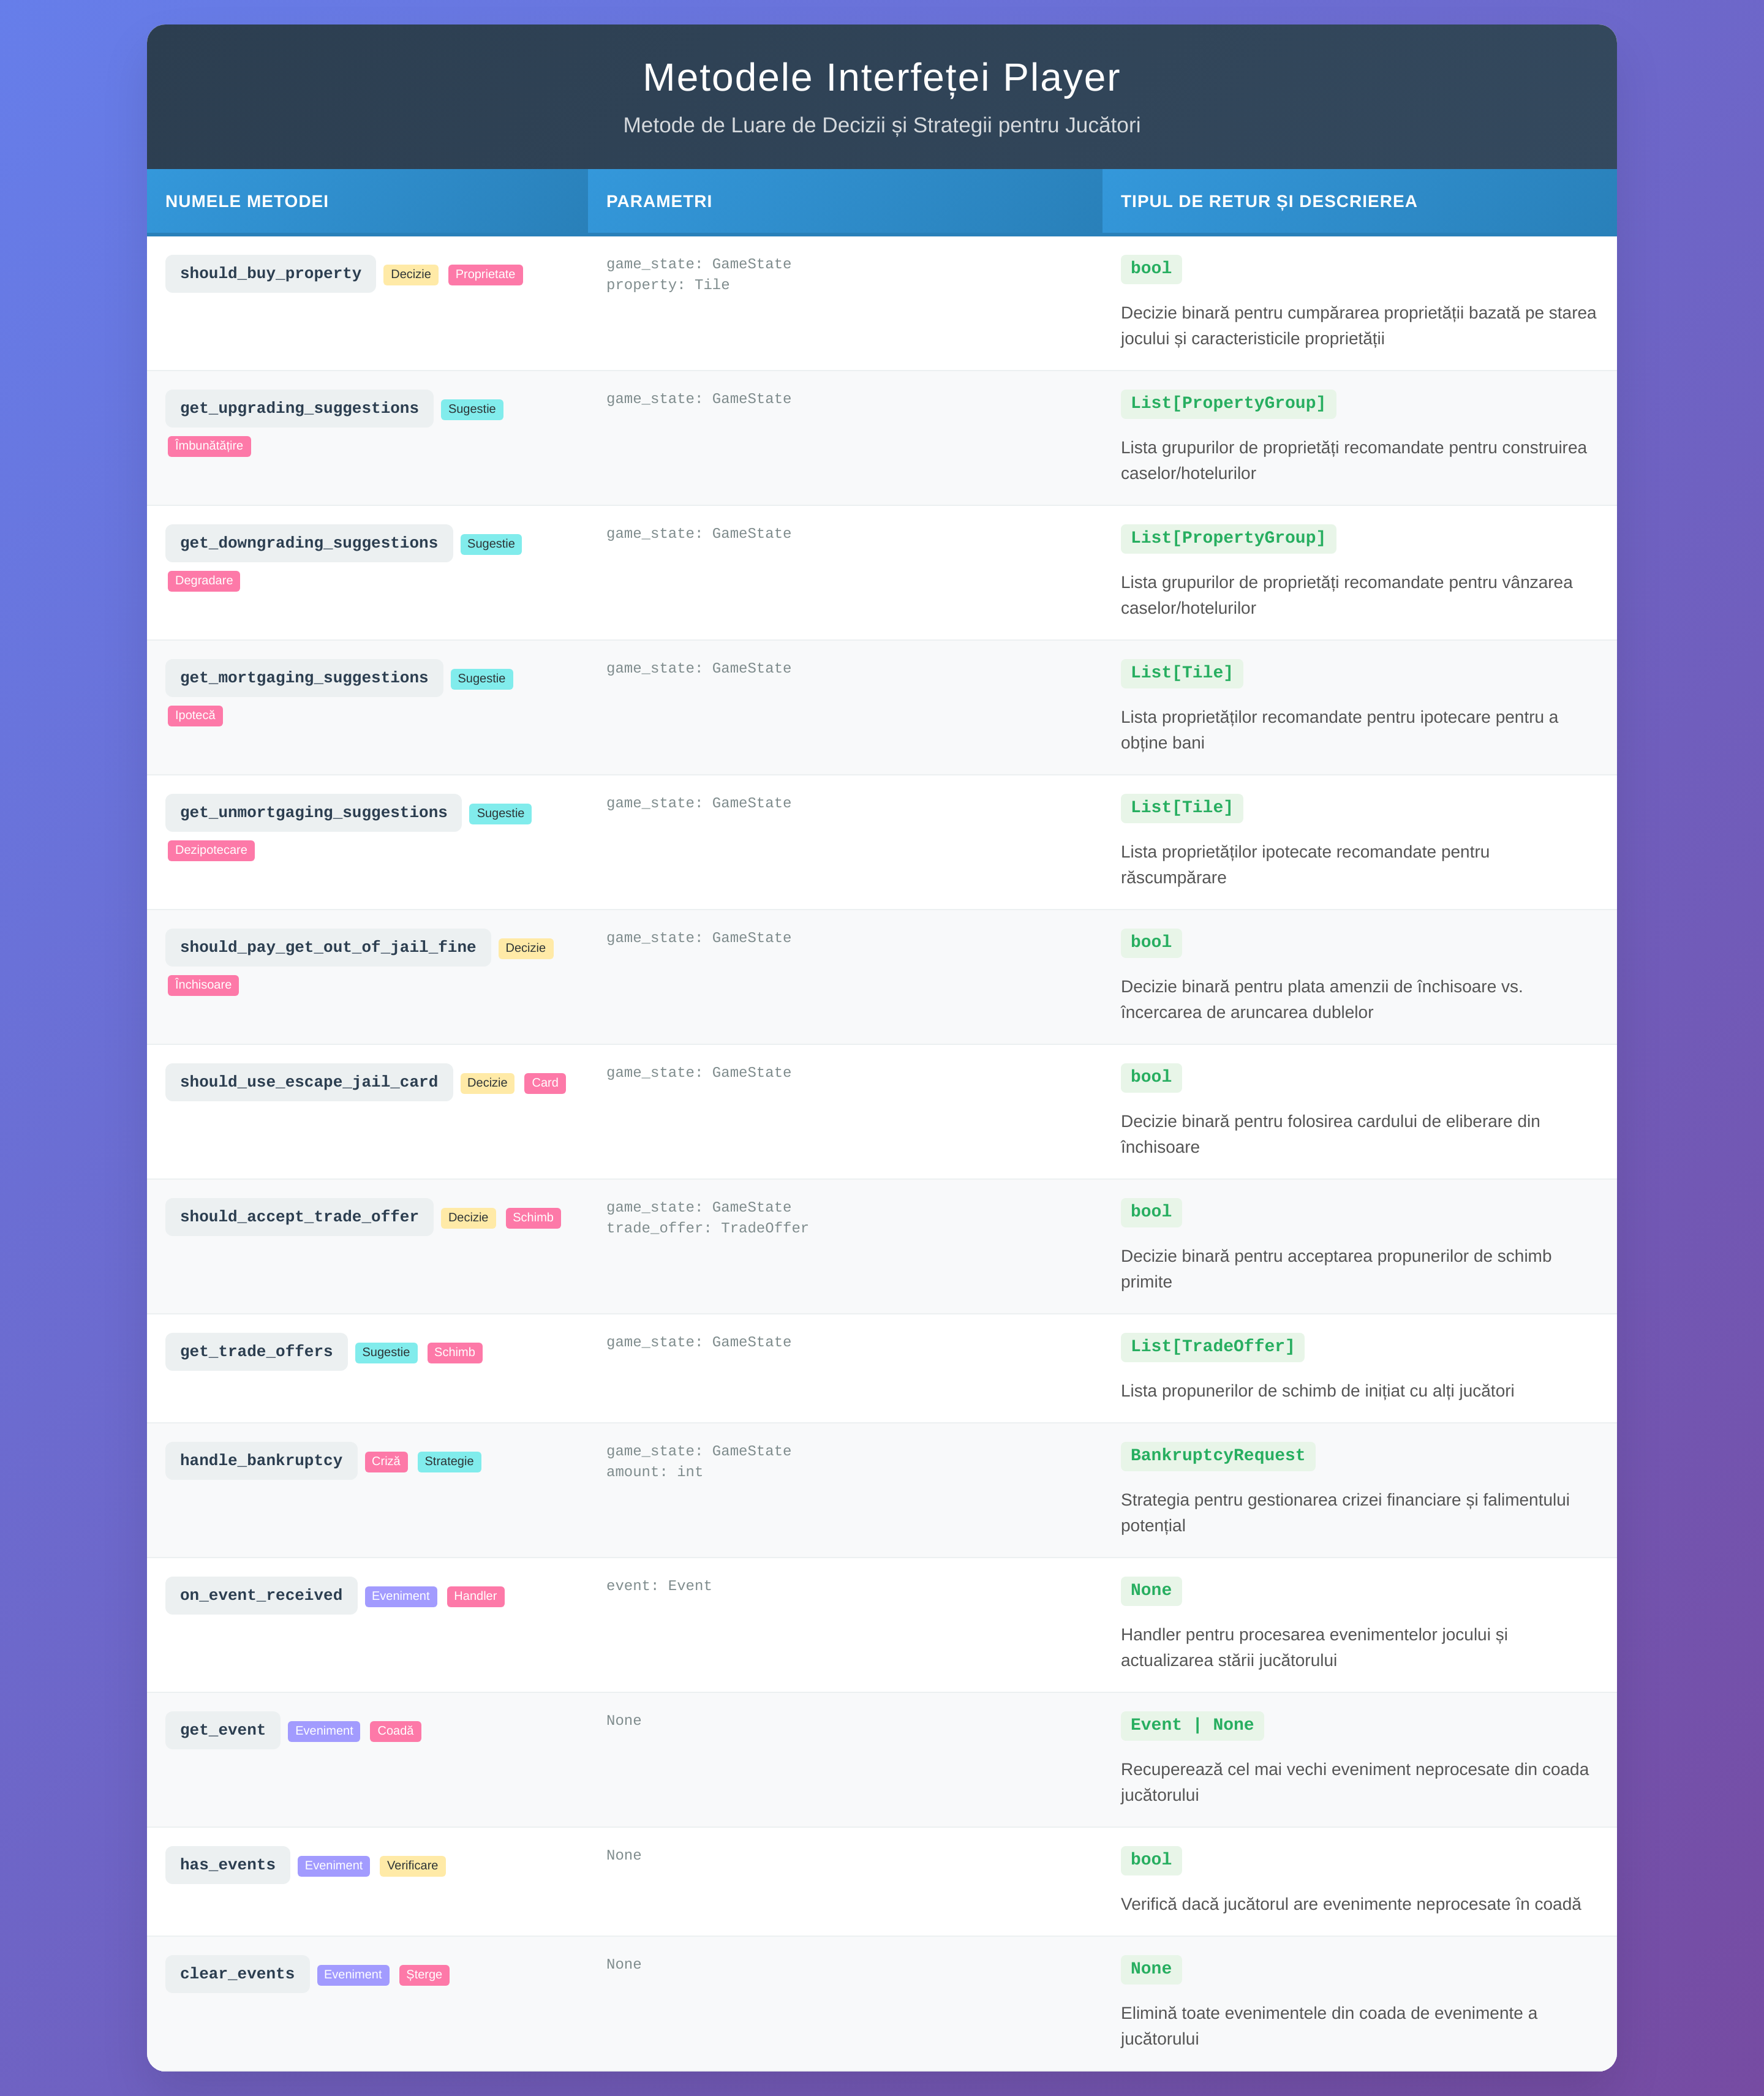 Metodele Interfeței Player
Metode de Luare de Decizii și Strategii pentru Jucători
NUMELE METODEI PARAMETRI TIPUL DE RETUR ȘI DESCRIEREA
should_buy_property Decizie Proprietate
game_state: GameState
property: Tile
bool
Decizie binară pentru cumpărarea proprietății bazată pe starea
jocului și caracteristicile proprietății
get_upgrading_suggestions Sugestie
Îmbunătățire
game_state: GameState
List[PropertyGroup]
Lista grupurilor de proprietăți recomandate pentru construirea
caselor/hotelurilor
get_downgrading_suggestions Sugestie
Degradare
game_state: GameState
List[PropertyGroup]
Lista grupurilor de proprietăți recomandate pentru vânzarea
caselor/hotelurilor
get_mortgaging_suggestions Sugestie
Ipotecă
game_state: GameState
List[Tile]
Lista proprietăților recomandate pentru ipotecare pentru a
obține bani
get_unmortgaging_suggestions Sugestie
Dezipotecare
game_state: GameState
List[Tile]
Lista proprietăților ipotecate recomandate pentru
răscumpărare
should_pay_get_out_of_jail_fine Decizie
Închisoare
game_state: GameState
bool
Decizie binară pentru plata amenzii de închisoare vs.
încercarea de aruncarea dublelor
should_use_escape_jail_card Decizie Card
game_state: GameState
bool
Decizie binară pentru folosirea cardului de eliberare din
închisoare
should_accept_trade_offer Decizie Schimb
game_state: GameState
trade_offer: TradeOffer
bool
Decizie binară pentru acceptarea propunerilor de schimb
primite
get_trade_offers Sugestie Schimb
game_state: GameState
List[TradeOffer]
Lista propunerilor de schimb de inițiat cu alți jucători
handle_bankruptcy Criză Strategie
game_state: GameState
amount: int
BankruptcyRequest
Strategia pentru gestionarea crizei financiare și falimentului
potențial
on_event_received Eveniment Handler
event: Event
None
Handler pentru procesarea evenimentelor jocului și
actualizarea stării jucătorului
get_event Eveniment Coadă
None
Event | None
Recuperează cel mai vechi eveniment neprocesate din coada
jucătorului
has_events Eveniment Verificare
None
bool
Verifică dacă jucătorul are evenimente neprocesate în coadă
clear_events Eveniment Șterge
None
None
Elimină toate evenimentele din coada de evenimente a
jucătorului